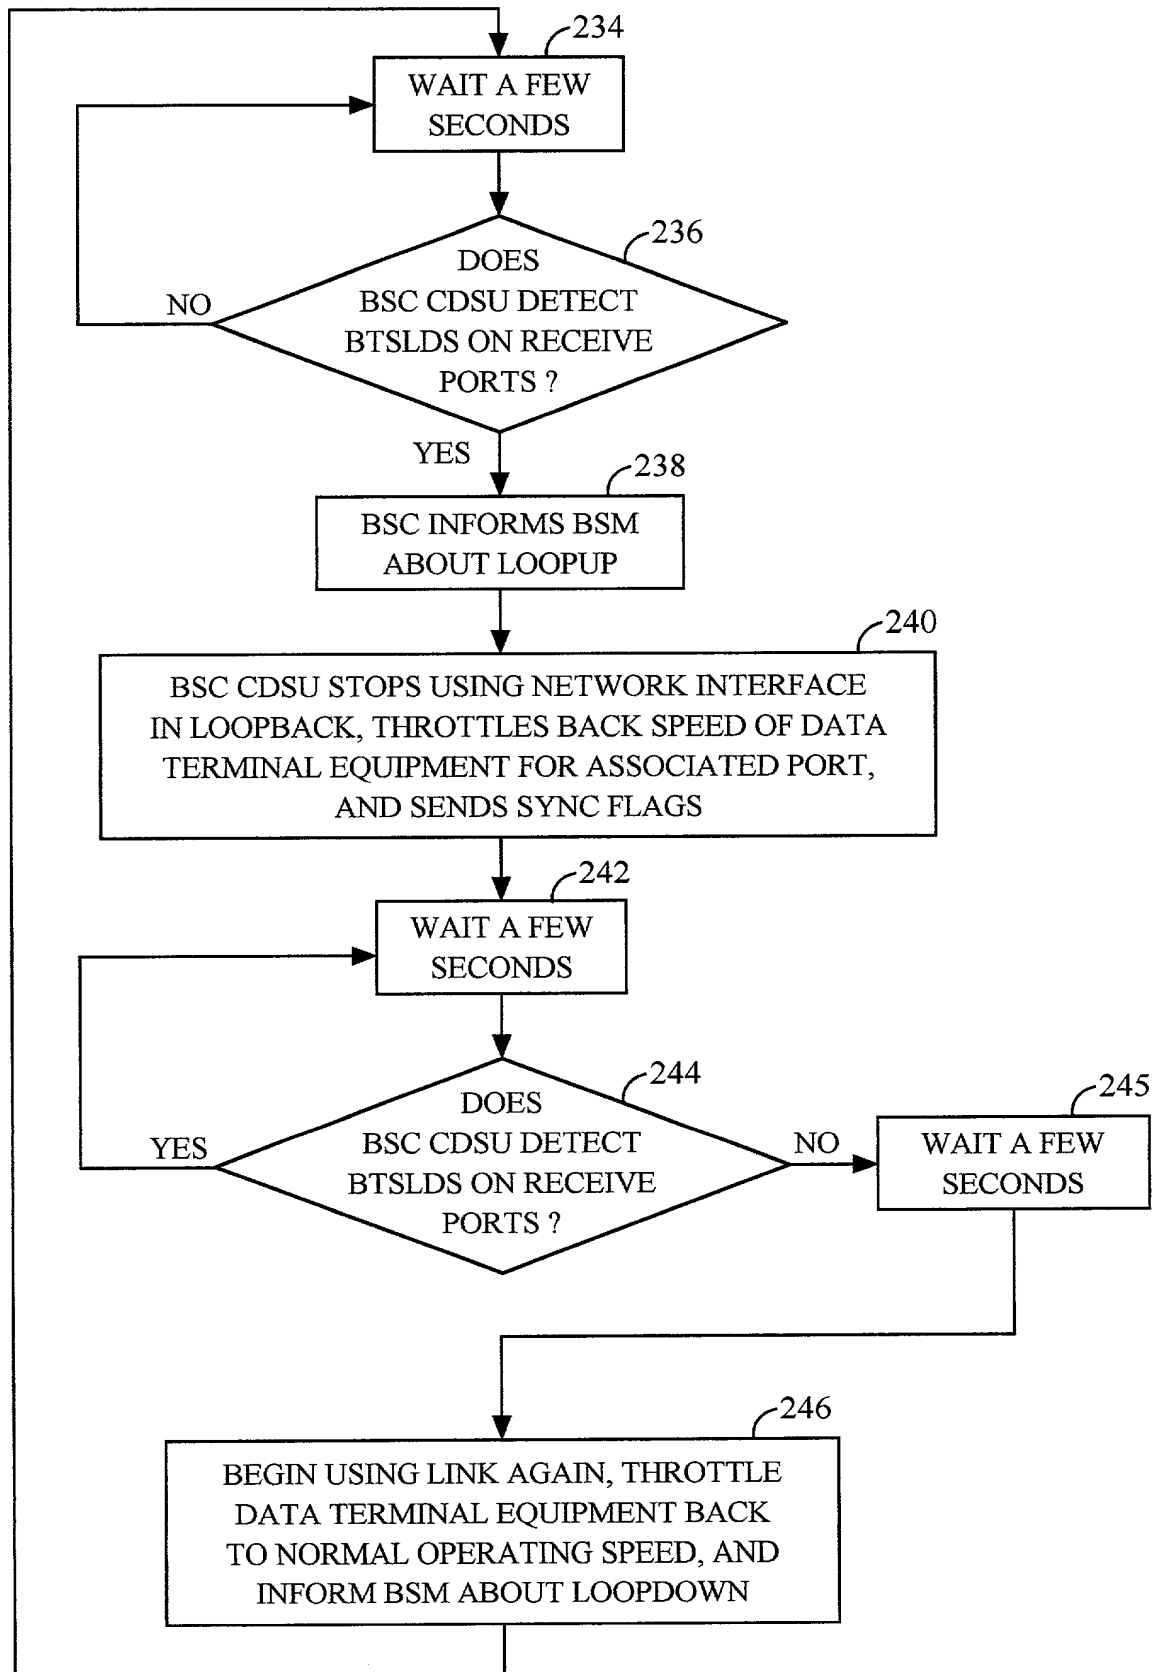 234
WAIT A FEW
SECONDS
236
DOES
BSC CDSU DETECT
BTSLDS ON RECEIVE
PORTS ?
NO
YES
238
BSC INFORMS BSM
ABOUT LOOPUP
240
BSC CDSU STOPS USING NETWORK INTERFACE
IN LOOPBACK, THROTTLES BACK SPEED OF DATA
TERMINAL EQUIPMENT FOR ASSOCIATED PORT,
AND SENDS SYNC FLAGS
242
WAIT A FEW
SECONDS
244
DOES
BSC CDSU DETECT
BTSLDS ON RECEIVE
PORTS ?
YES
NO
245
WAIT A FEW
SECONDS
246
BEGIN USING LINK AGAIN, THROTTLE
DATA TERMINAL EQUIPMENT BACK
TO NORMAL OPERATING SPEED, AND
INFORM BSM ABOUT LOOPDOWN